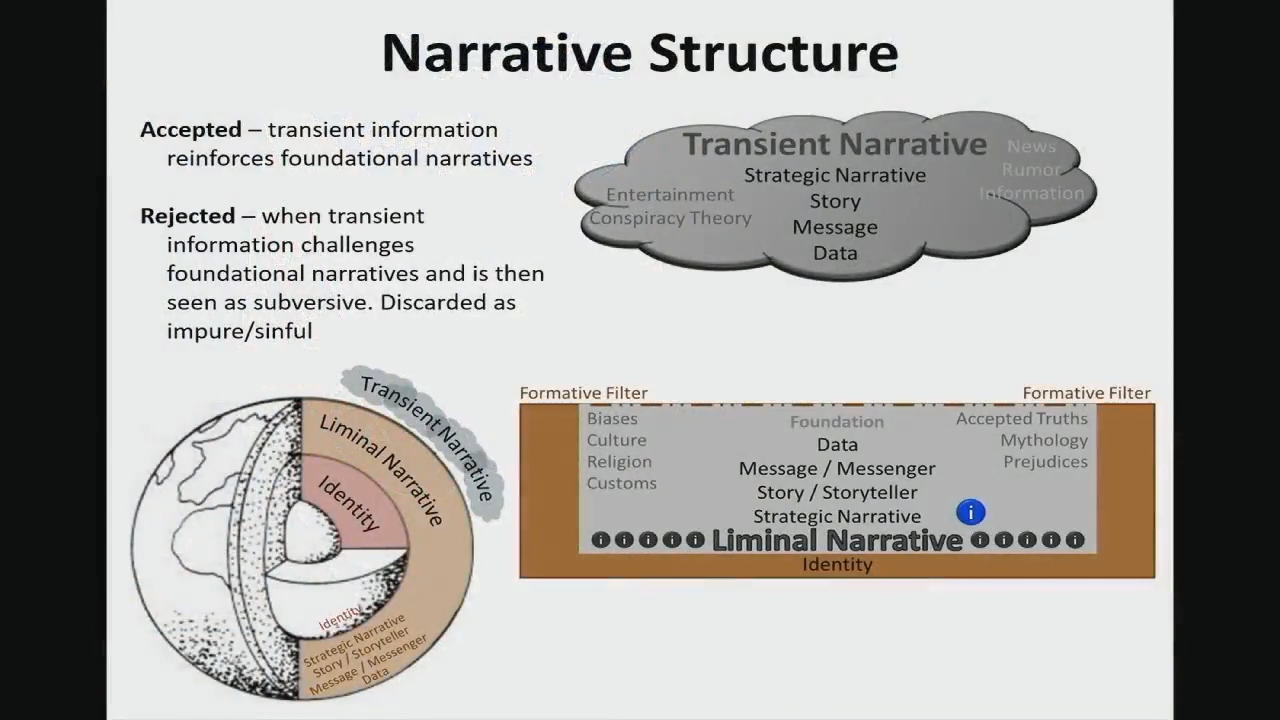 Narrative Structure
Accepted – transient information
reinforces foundational narratives
Rejected – when transient
information challenges
foundational narratives and is then
seen as subversive. Discarded as
impure/sinful
Transient Narrative
Strategic Narrative
Story
Message
Data
Entertainment
Conspiracy Theory
News
Rumor
Information
Transient Narrative
Liminal Narrative
Identity
Identity
Strategic Narrative
Story / Storyteller
Message / Messenger
Data
Formative Filter
Formative Filter
Biases
Culture
Religion
Customs
Foundation
Data
Message / Messenger
Story / Storyteller
Strategic Narrative
Accepted Truths
Mythology
Prejudices
i
i i i i i Liminal Narrative i i i i i
Identity